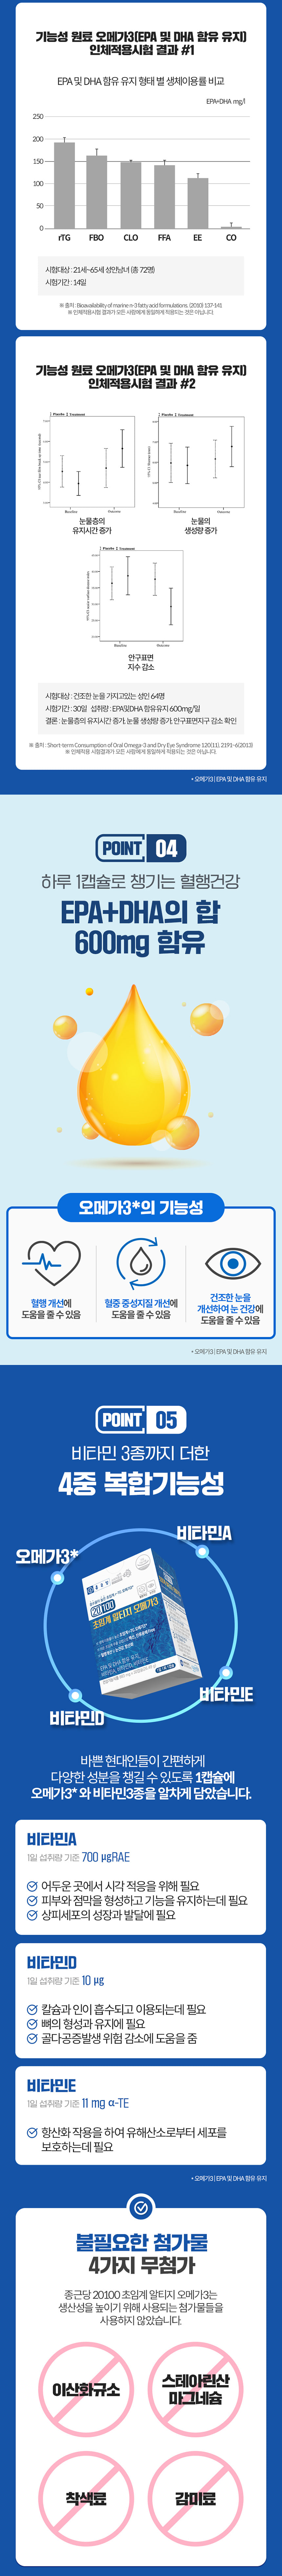 기능성 원료 오메가3(EPA 및 DHA 함유 유지)
인체적용시험 결과 #1
EPA 및 DHA 함유 유지 형태 별 생체이용률 비교
EPA+DHA mg/l
250
200
150
100
50
0
rTG FBO CLO FFA EE CO
시험대상 : 21세~65세 성인남녀 (총 72명)
시험기간 : 14일
※ 출처 : Bioavailability of marine n-3 fatty acid formulations. (2010) 137-141
※ 인체적용시험 결과가 모든 사람에게 동일하게 적용되는 것은 아닙니다.
기능성 원료 오메가3(EPA 및 DHA 함유 유지)
인체적용시험 결과 #2
Placebo Treatment
Baseline Outcome
눈물층의
유지시간 증가
Placebo Treatment
Baseline Outcome
눈물의
생성량 증가
Placebo Treatment
Baseline Outcome
안구표면
지수 감소
시험대상 : 건조한 눈을 가지고있는 성인 64명
시험기간 : 30일 섭취량 : EPA및DHA 함유유지 600mg/일
결론 : 눈물층의 유지시간 증가, 눈물 생성량 증가, 안구표면지구 감소 확인
※ 출처 : Short-term Consumption of Oral Omega-3 and Dry Eye Syndrome 120(11), 2191-6(2013)
※ 인체적용 시험결과가 모든 사람에게 동일하게 적용되는 것은 아닙니다.
* 오메가3 | EPA 및 DHA 함유 유지
POINT 04
하루 1캡슐로 챙기는 혈행건강
EPA+DHA의 합
600mg 함유
오메가3*의 기능성
혈행 개선에
도움을 줄 수 있음
혈중 중성지질 개선에
도움을 줄 수 있음
건조한 눈을
개선하여 눈 건강에
도움을 줄 수 있음
* 오메가3 | EPA 및 DHA 함유 유지
POINT 05
비타민 3종까지 더한
4중 복합기능성
비타민A
오메가3*
종근당
20100
초임계 알티지 오메가3
EPA 및 DHA 함유 유지,
비타민A, 비타민D, 비타민E
비타민E
비타민D
바쁜 현대인들이 간편하게
다양한 성분을 챙길 수 있도록 1캡슐에
오메가3* 와 비타민3종을 알차게 담았습니다.
비타민A
1일 섭취량 기준 700 μgRAE
어두운 곳에서 시각 적응을 위해 필요
피부와 점막을 형성하고 기능을 유지하는데 필요
상피세포의 성장과 발달에 필요
비타민D
1일 섭취량 기준 10 μg
칼슘과 인이 흡수되고 이용되는데 필요
뼈의 형성과 유지에 필요
골다공증발생 위험 감소에 도움을 줌
비타민E
1일 섭취량 기준 11 mg α-TE
항산화 작용을 하여 유해산소로부터 세포를
보호하는데 필요
* 오메가3 | EPA 및 DHA 함유 유지
불필요한 첨가물
4가지 무첨가
종근당 20100 초임계 알티지 오메가3는
생산성을 높이기 위해 사용되는 첨가물들을
사용하지 않았습니다.
이산화규소
스테아린산
마그네슘
착색료
감미료